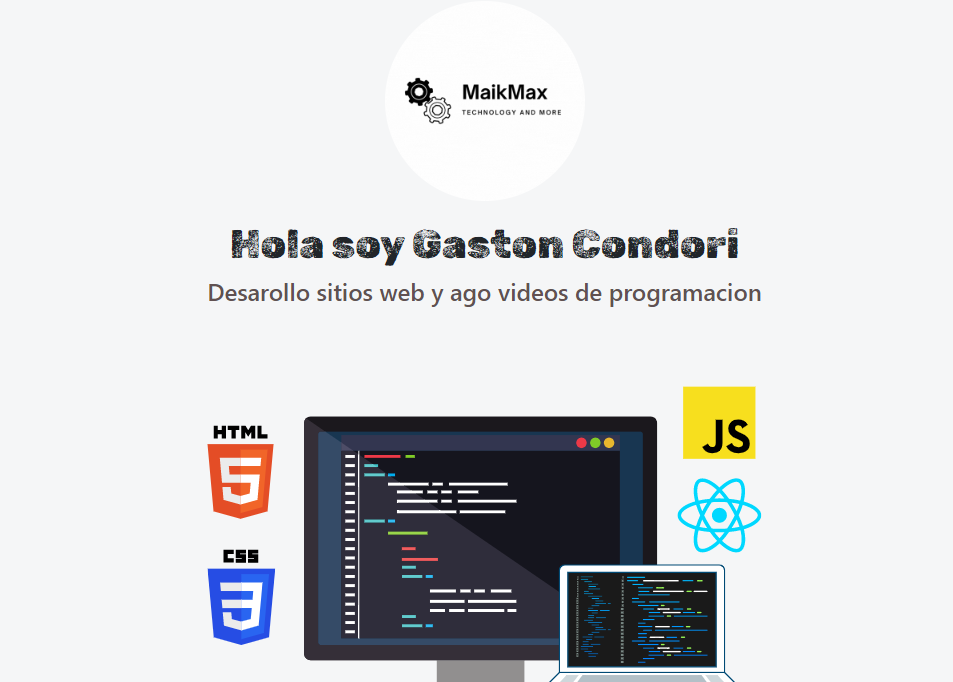 MaikMax
TECHNOLOGY AND MORE
Hola soy Gaston Condori
Desarollo sitios web y ago videos de programacion
HTML
5
JS
CSS
3